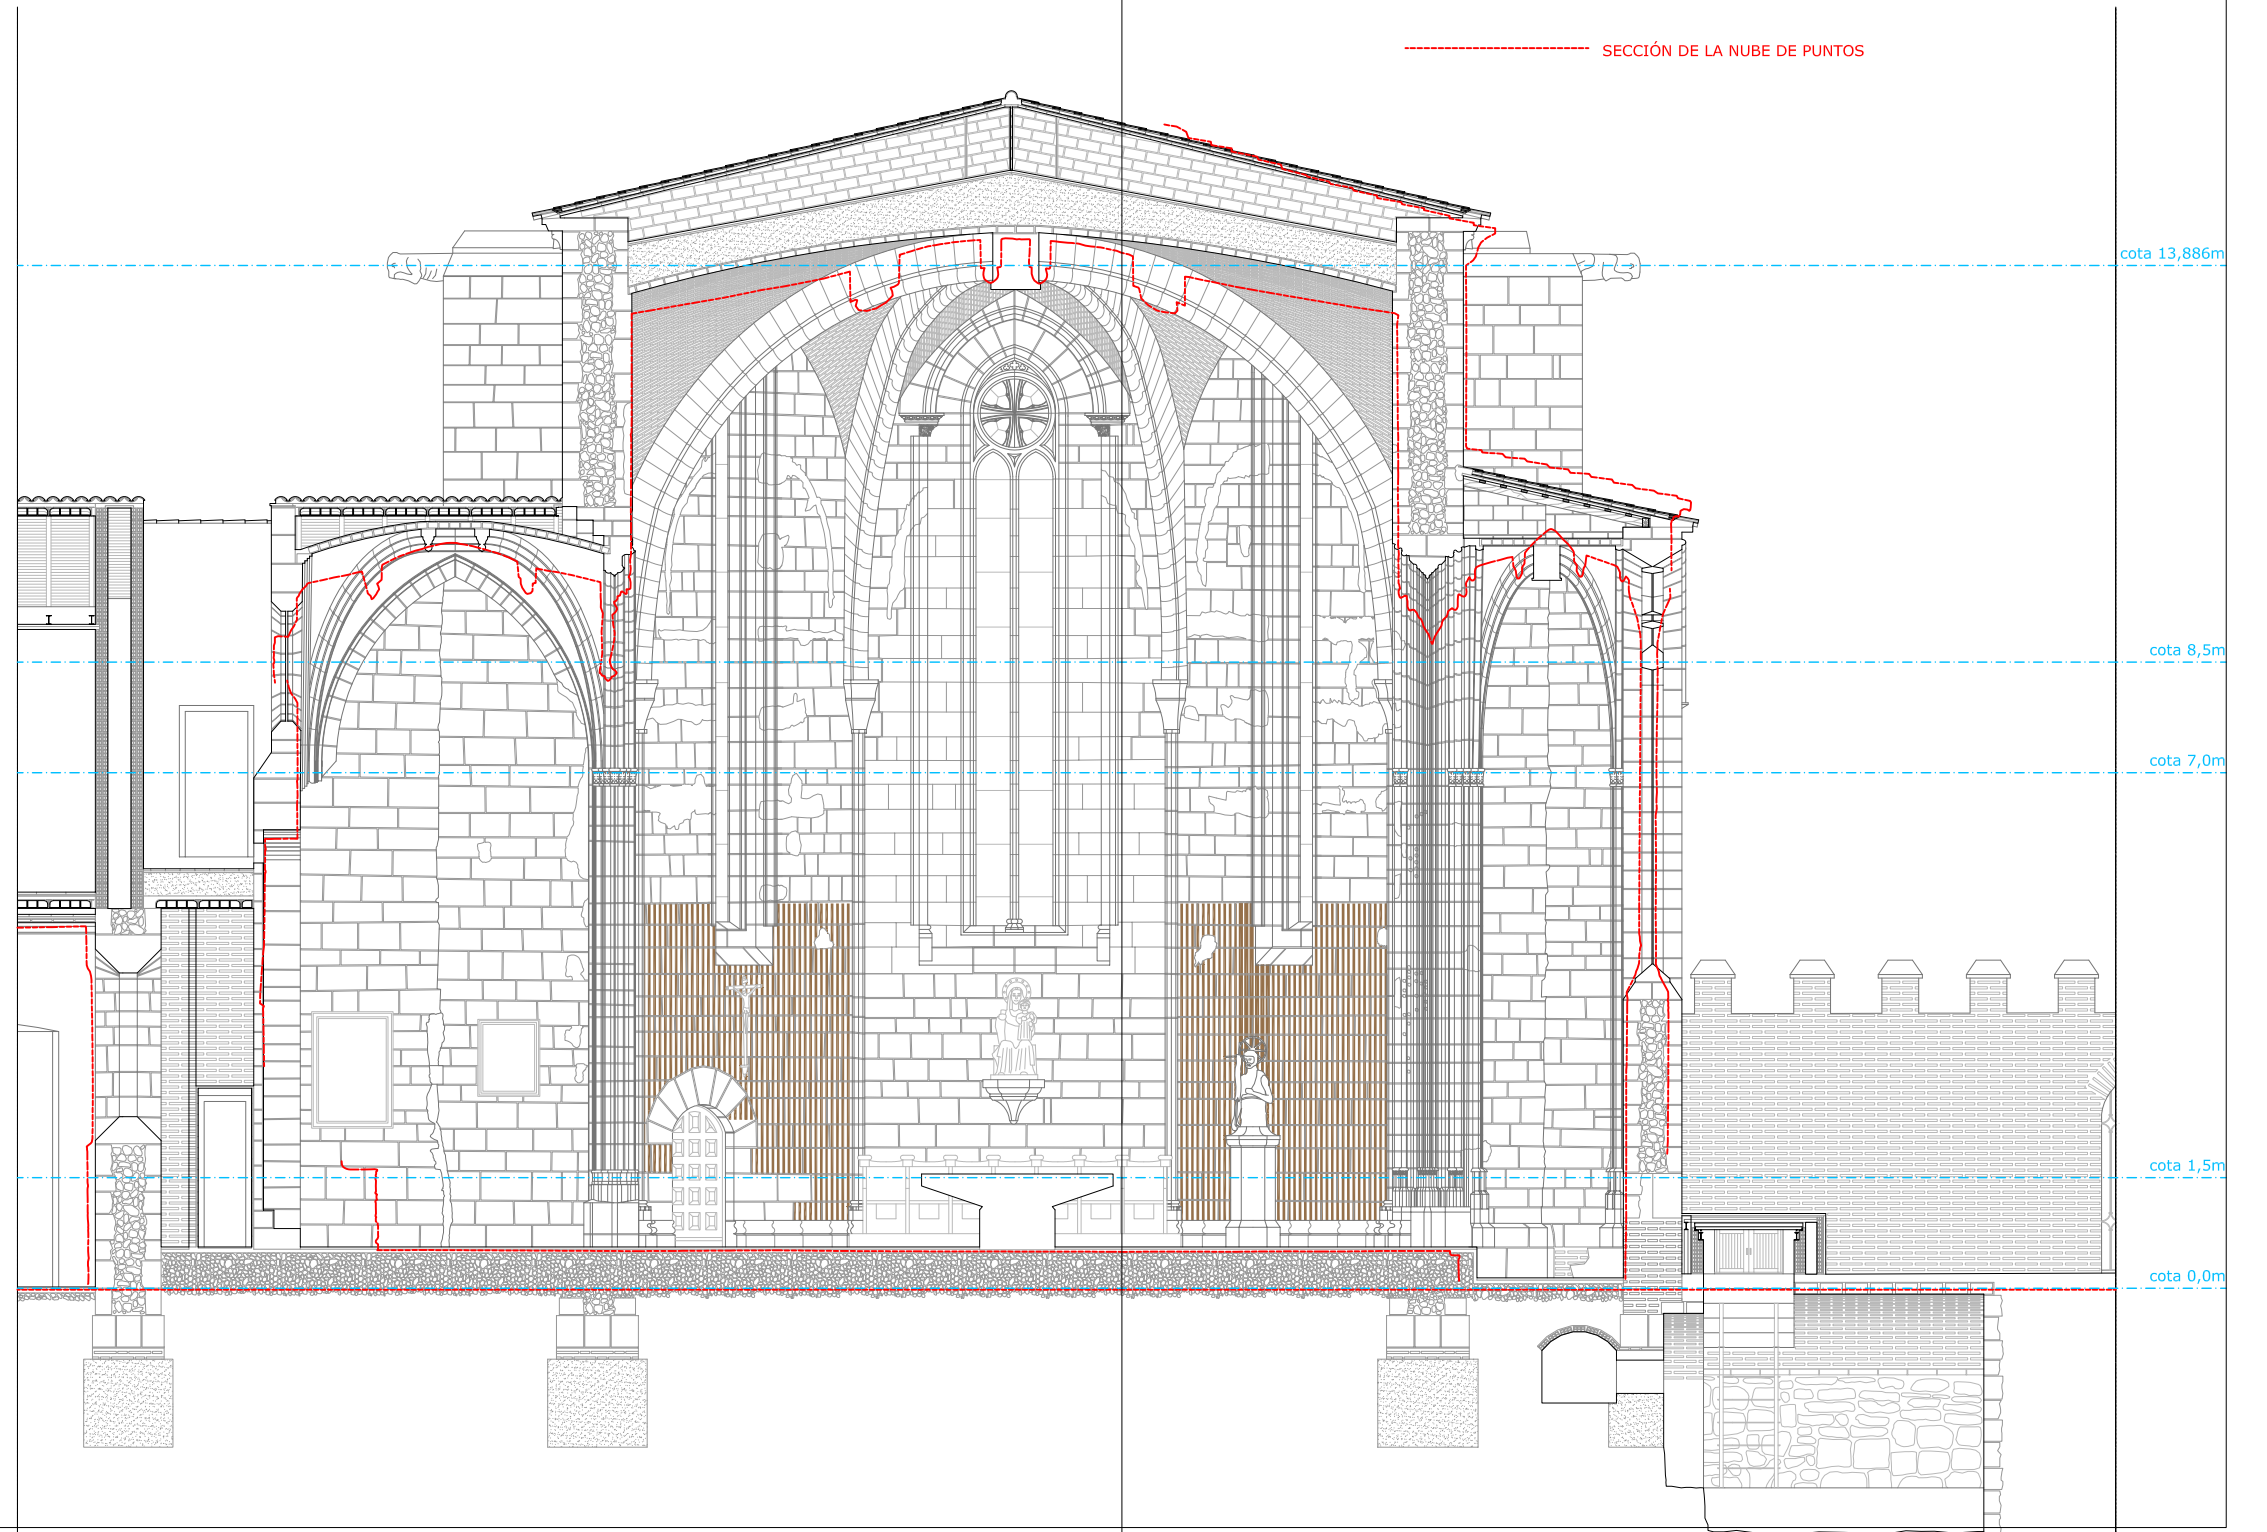 SECCIÓN DE LA NUBE DE PUNTOS
cota 13,886m
cota 8,5m
cota 7,0m
cota 1,5m
cota 0,0m